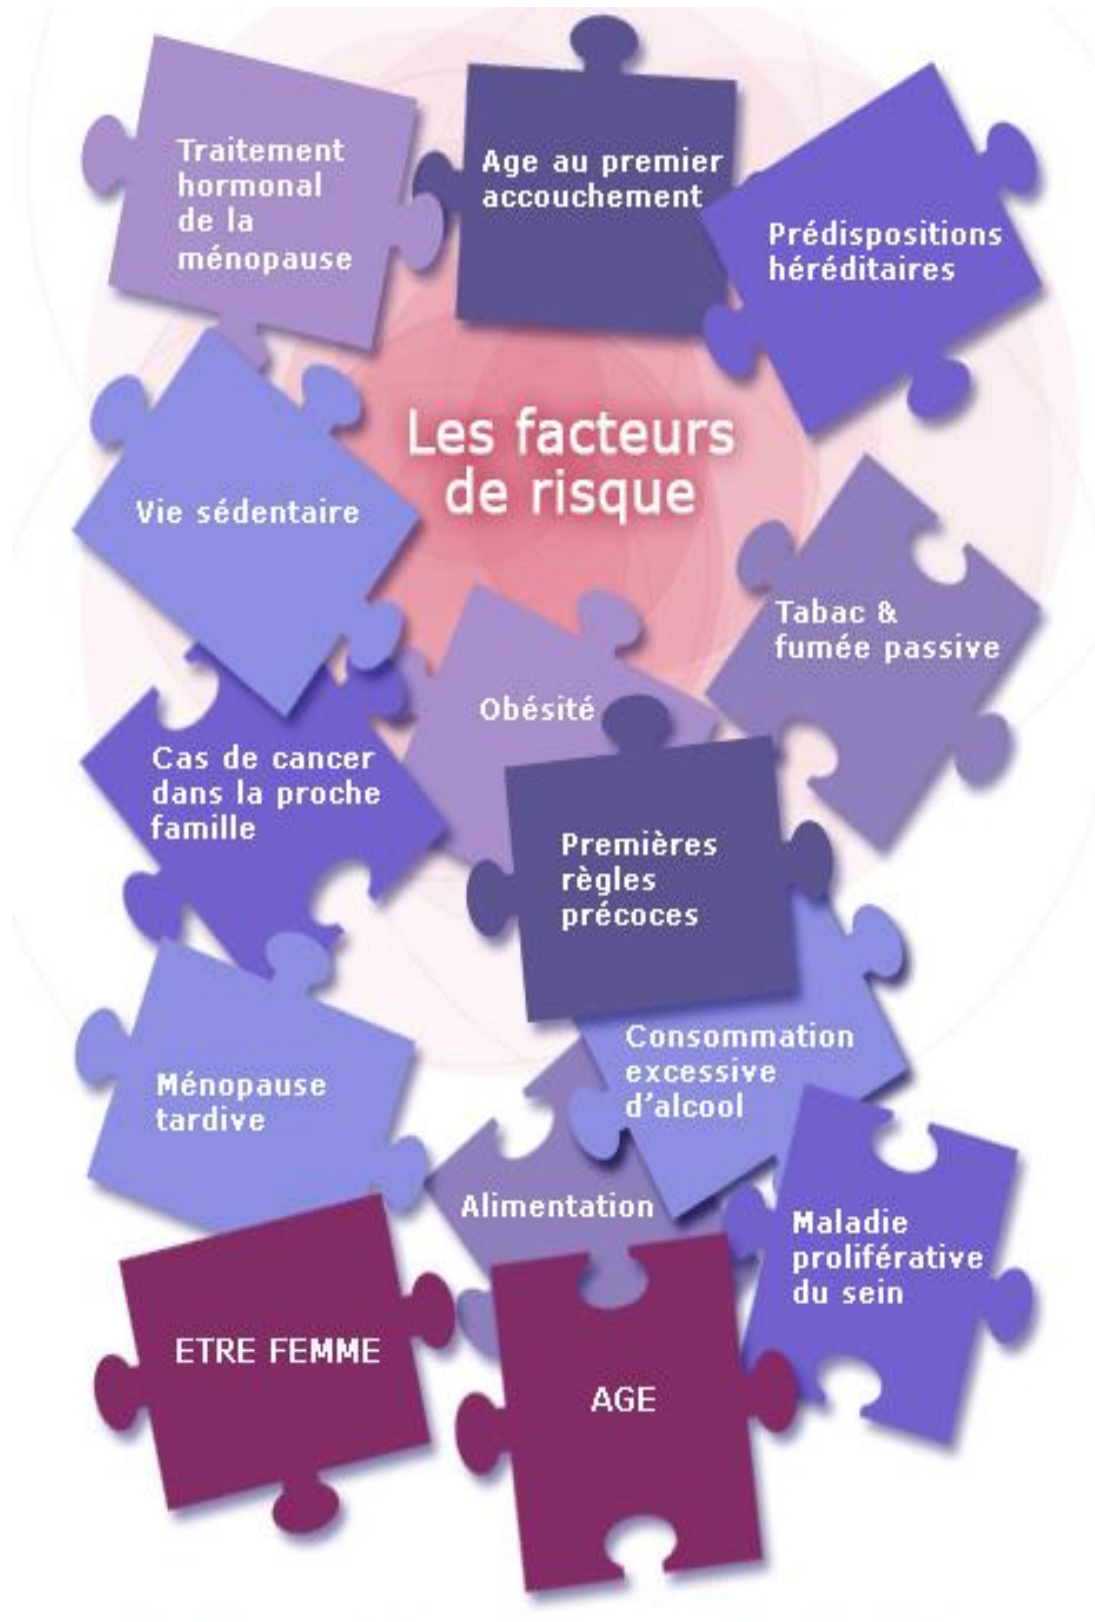 Traitement
hormonal
de la
ménopause
Age au premier
accouchement
Prédispositions
héréditaires
Les facteurs
de risque
Vie sédentaire
Tabac &
fumée passive
Obésité
Cas de cancer
dans la proche
famille
Premières
règles
précoces
Consommation
excessive
d'alcool
Ménopause
tardive
Alimentation
Maladie
proliférative
du sein
ETRE FEMME
AGE